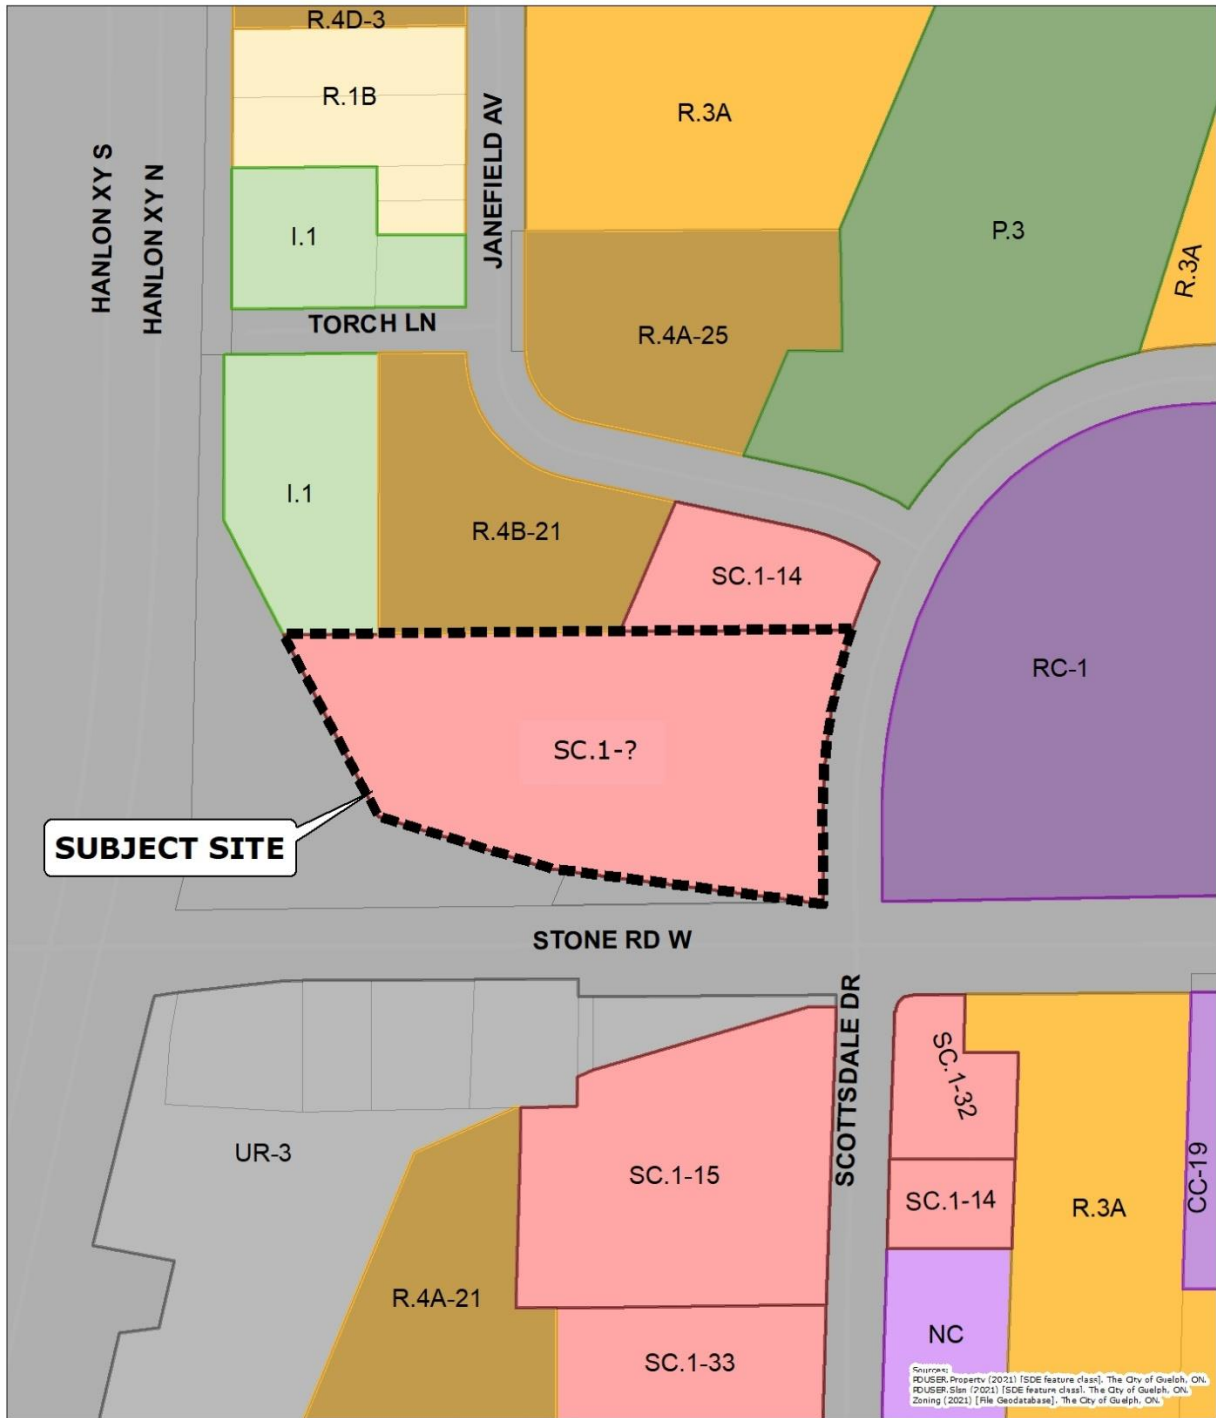 R.4D-3
R.1B
JANEFIELD AV
R.3A
HANLON XY S
HANLON XY N
I.1
P.3
R.3A
TORCH LN
R.4A-25
I.1
R.4B-21
SC.1-14
RC-1
SC.1-?
SUBJECT SITE
STONE RD W
SCOTTSDALE DR
SC.1-32
UR-3
SC.1-15
SC.1-14
R.3A
CC-19
R.4A-21
NC
SC.1-33
Sources:
PDUSER.Property (2021) [SDE feature class]. The City of Guelph, ON.
PDUSER.Slsn (2021) [SDE feature class]. The City of Guelph, ON.
Zoning (2021) [File Geodatabase]. The City of Guelph, ON.